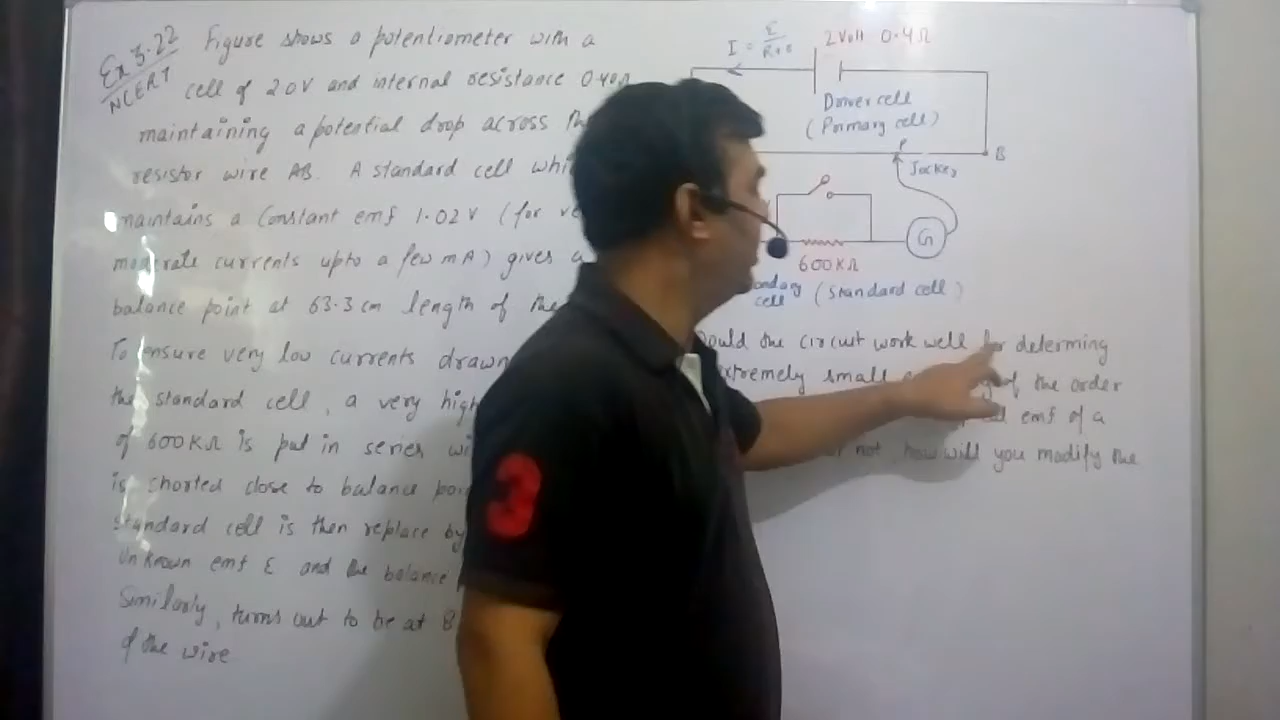 Ex 3.22
NCERT
Figure shows a potentiometer with a
cell of 2.0V and internal resistance 0.40Ω
maintaining a potential drop across the
resistor wire AB. A standard cell whi
maintains a Constant emf 1.02V (for ve
moderate currents upto a few mA) gives a
balance point at 63.3 cm length of the
To ensure very low currents drawn
the standard cell, a very high
of 600KΩ is put in series wi
is shorted close to balance poi
standard cell is then replace by
Unknown emf ε and the balance
Similarly, turns out to be at 8
of the wire
I = ε/R+r
2Volt 0.4Ω
Driver cell
(Primary cell)
P
B
Jockey
G
600KΩ
ondary (Standard cell)
cell
ould the circuit work well for determing
xtremely small of the order
emf of a
not how will you modify the
3